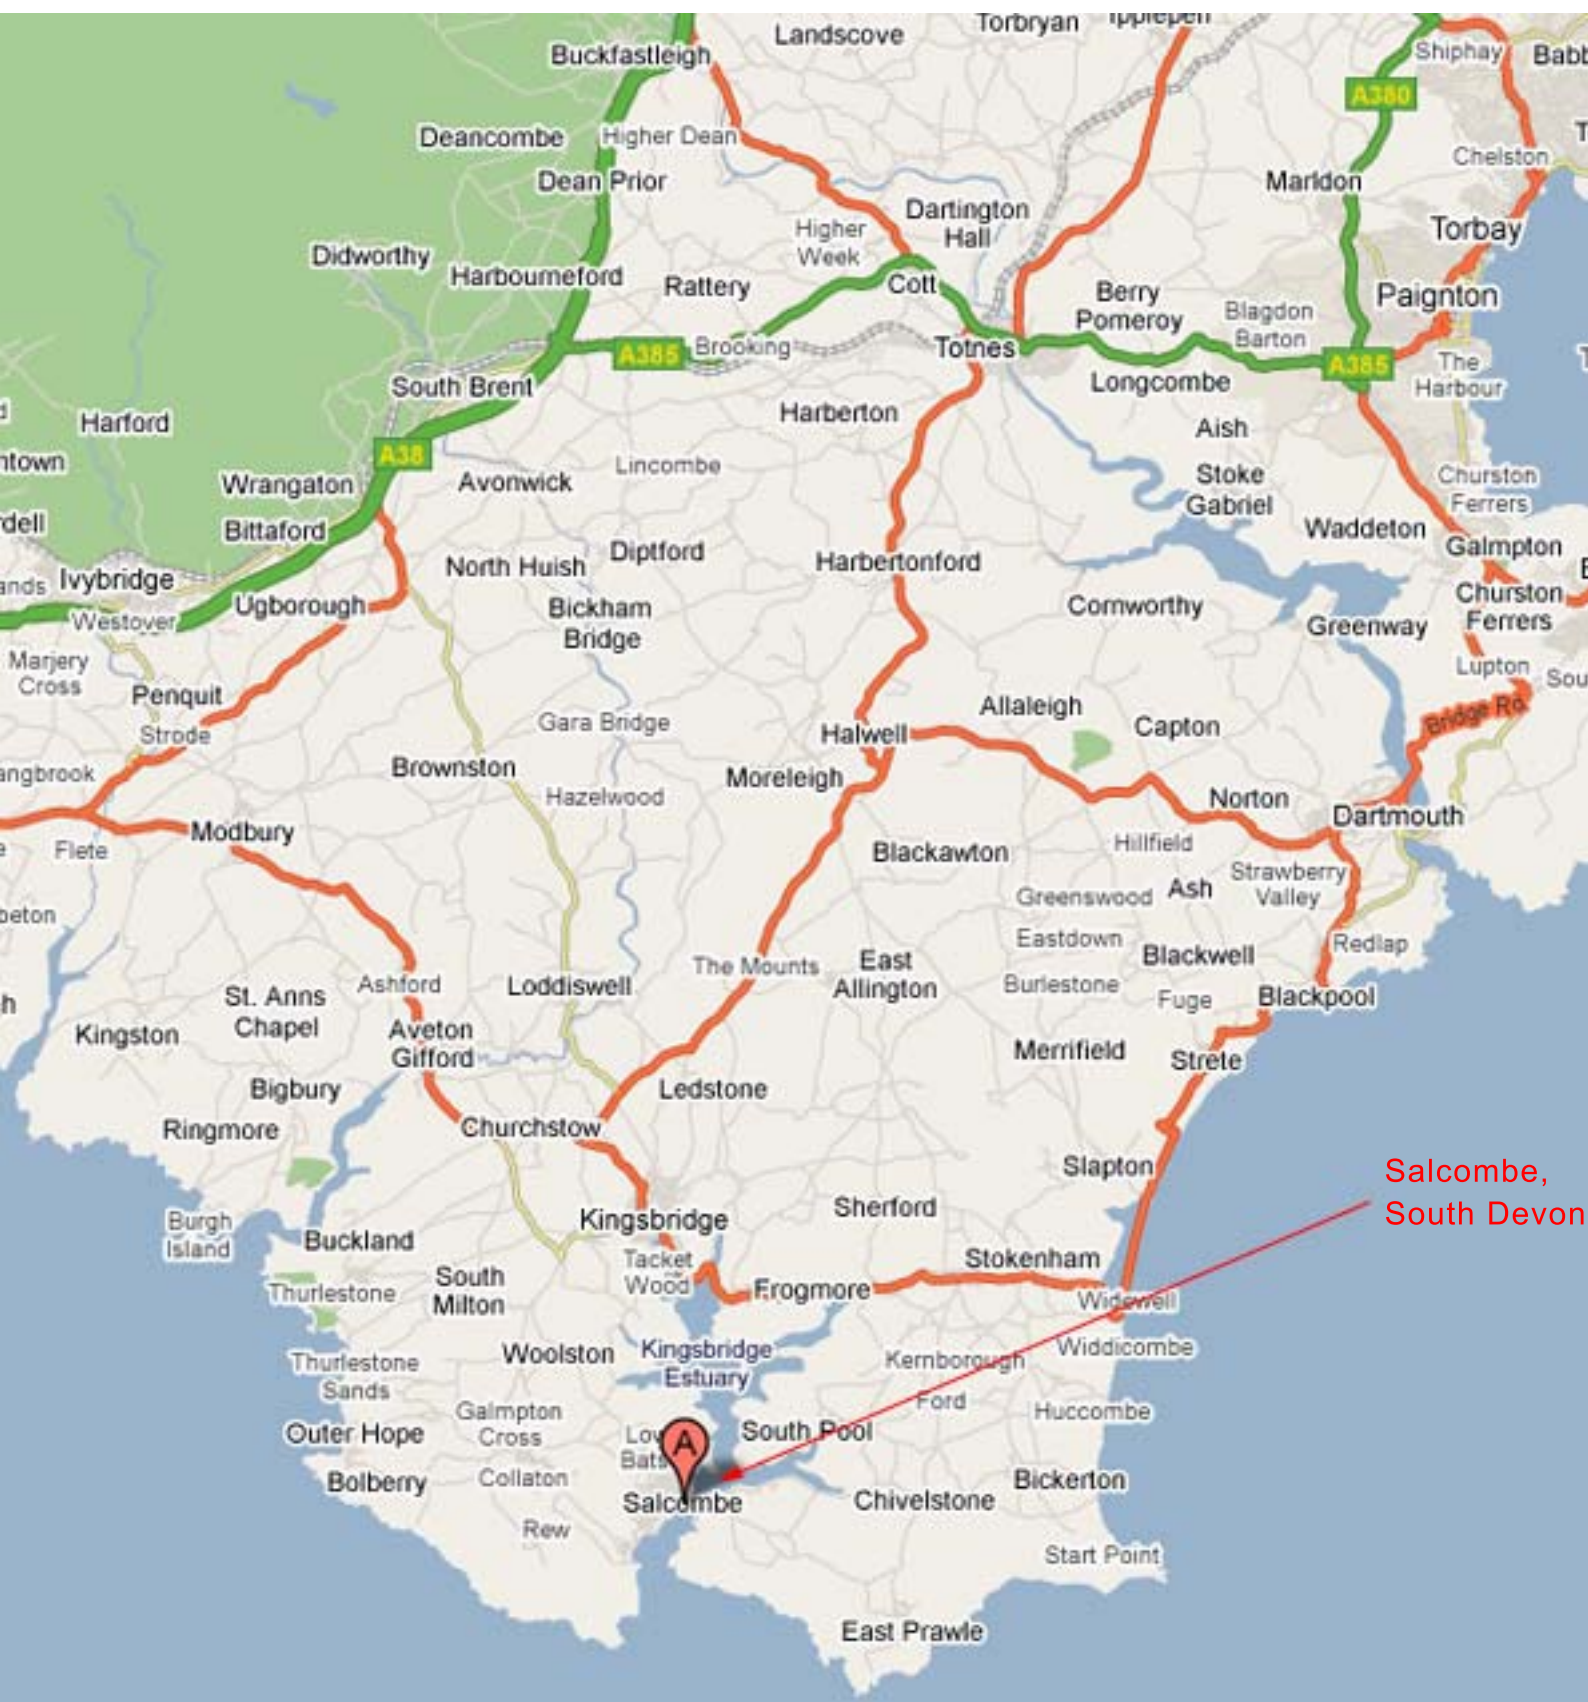 Landscove
Torbryan
Ipplepen
Buckfastleigh
Shiphay
A380
Deancombe
Higher Dean
Chelston
Dean Prior
Marldon
Dartington
Hall
Higher
Week
Torbay
Didworthy
Harbourneford
Rattery
Cott
Berry
Pomeroy
Paignton
Blagdon
Barton
A385
Brooking
Totnes
A385
The
Harbour
South Brent
Longcombe
Harford
Harberton
Aish
A38
Lincombe
Wrangaton
Avonwick
Stoke
Gabriel
Churston
Ferrers
Bittaford
Waddeton
Diptford
Galmpton
North Huish
Harbertonford
Ivybridge
Ugborough
Bickham
Bridge
Cornworthy
Churston
Ferrers
Westover
Greenway
Marjery
Cross
Lupton
Penquit
Allaleigh
Bridge Rd
Gara Bridge
Strode
Halwell
Capton
Brownston
Moreleigh
Hazelwood
Norton
Dartmouth
Modbury
Flete
Blackawton
Hillfield
Strawberry
Valley
Greenswood
Ash
Eastdown
Redlap
Blackwell
The Mounts
East
Allington
Ashford
Loddiswell
Burlestone
Fuge
Blackpool
St. Anns
Chapel
Kingston
Aveton
Gifford
Merrifield
Strete
Bigbury
Ledstone
Ringmore
Churchstow
Slapton
Salcombe,
South Devon
Sherford
Kingsbridge
Burgh
Island
Buckland
Tacket
Wood
Stokenham
South
Milton
Thurlestone
Frogmore
Widewell
Woolston
Kingsbridge
Estuary
Widdicombe
Thurlestone
Sands
Kernborough
Ford
Galmpton
Cross
Huccombe
Outer Hope
South Pool
A
Bolberry
Collaton
Bickerton
Salcombe
Chivelstone
Rew
Start Point
East Prawle